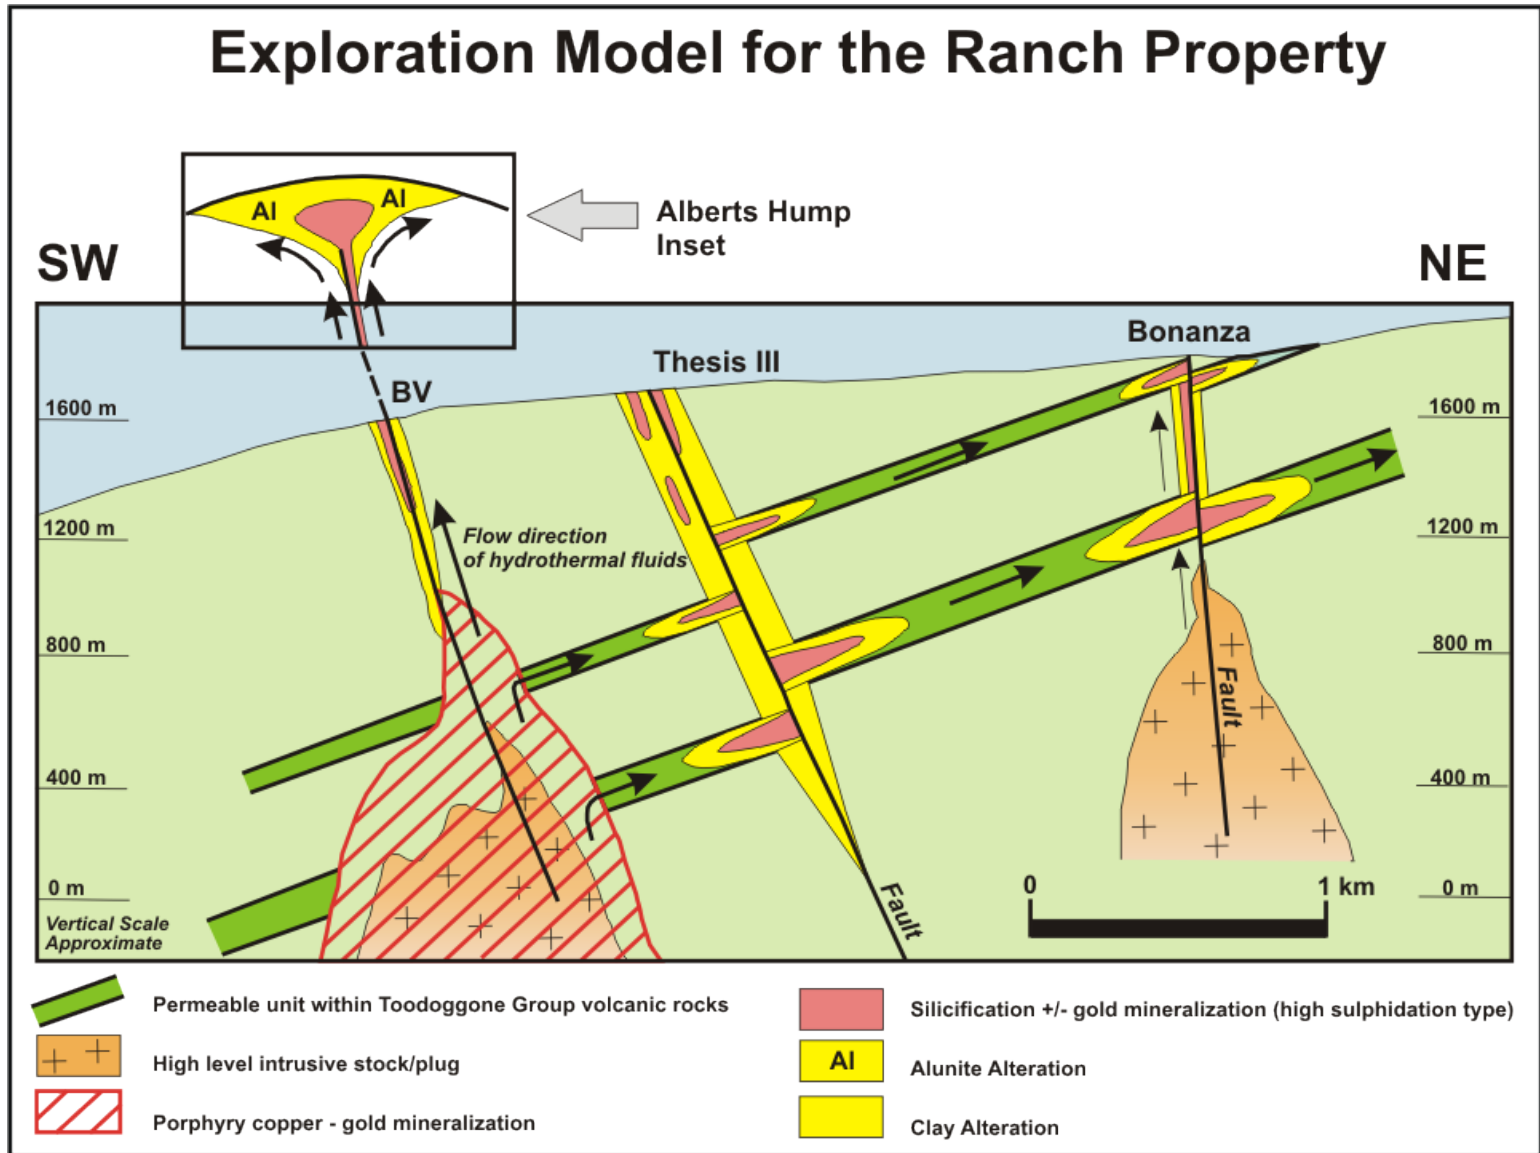 Exploration Model for the Ranch Property
Al
Al
Alberts Hump
Inset
SW
NE
Bonanza
Thesis III
BV
1600 m
1600 m
Flow direction
of hydrothermal fluids
1200 m
1200 m
800 m
800 m
Fault
400 m
400 m
0 m
0 m
0
1 km
Fault
Vertical Scale
Approximate
Permeable unit within Toodoggone Group volcanic rocks
High level intrusive stock/plug
Porphyry copper - gold mineralization
Silicification +/- gold mineralization (high sulphidation type)
Al
Alunite Alteration
Clay Alteration